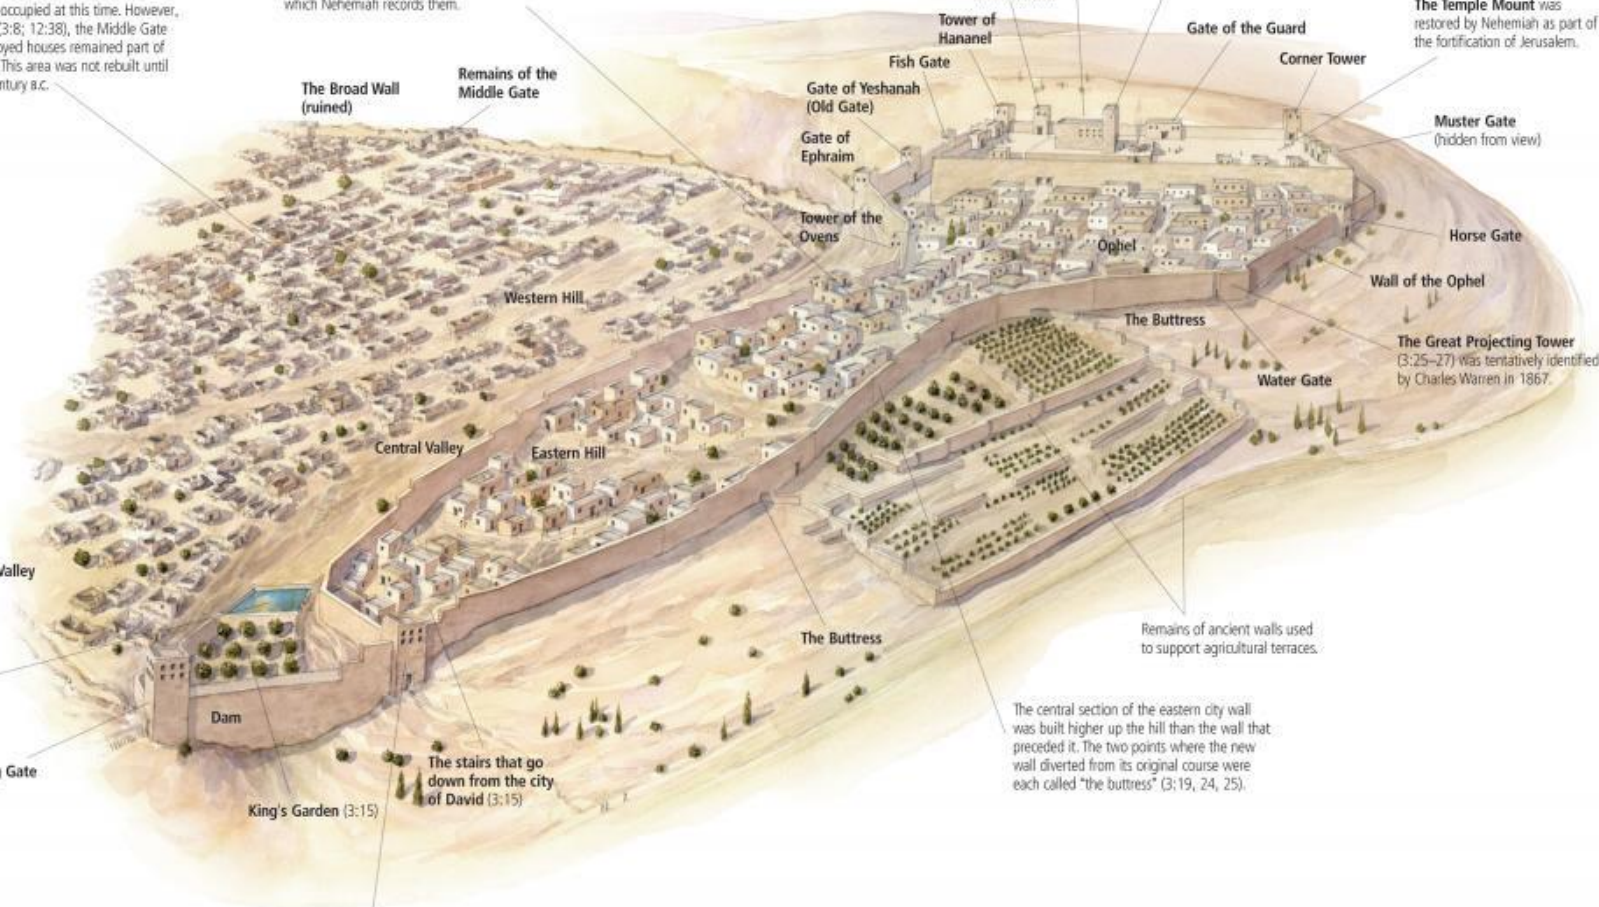 occupied at this time. However,
(3:8; 12:38), the Middle Gate
oyed houses remained part of
This area was not rebuilt until
ntury B.C.
which Nehemiah records them.
The Broad Wall
(ruined)
Remains of the
Middle Gate
Tower of
Hananel
Fish Gate
Gate of Yeshanah
(Old Gate)
Gate of
Ephraim
Tower of the
Ovens
Gate of the Guard
Corner Tower
The Temple Mount was
restored by Nehemiah as part of
the fortification of Jerusalem.
Muster Gate
(hidden from view)
Horse Gate
Ophel
Wall of the Ophel
The Buttress
The Great Projecting Tower
(3:25–27) was tentatively identified
by Charles Warren in 1867.
Water Gate
Western Hill
Central Valley
Eastern Hill
Valley
The Buttress
Remains of ancient walls used
to support agricultural terraces.
The central section of the eastern city wall
was built higher up the hill than the wall that
preceded it. The two points where the new
wall diverted from its original course were
each called "the buttress" (3:19, 24, 25).
Dam
Gate
King's Garden (3:15)
The stairs that go
down from the city
of David (3:15)